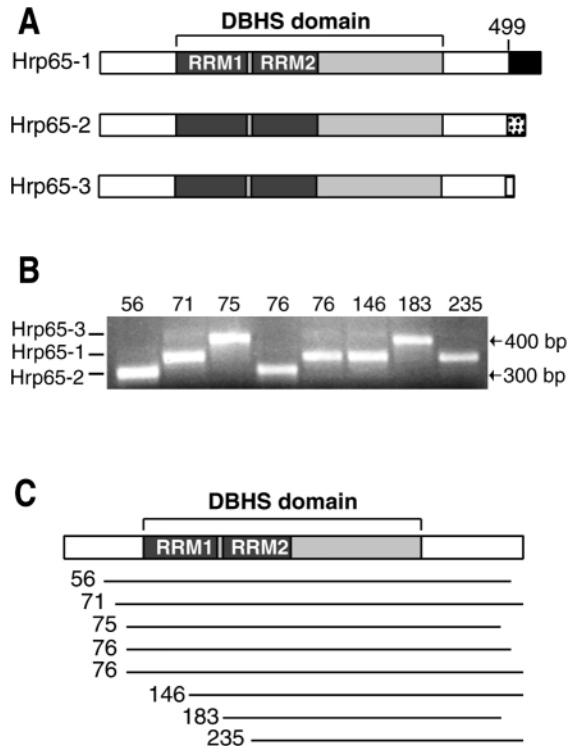 A
DBHS domain
499
Hrp65-1
RRM1 RRM2
Hrp65-2
Hrp65-3
B
56 71 75 76 76 146 183 235
Hrp65-3
Hrp65-1
Hrp65-2
←400 bp
←300 bp
C
DBHS domain
RRM1 RRM2
56
71
75
76
76
146
183
235